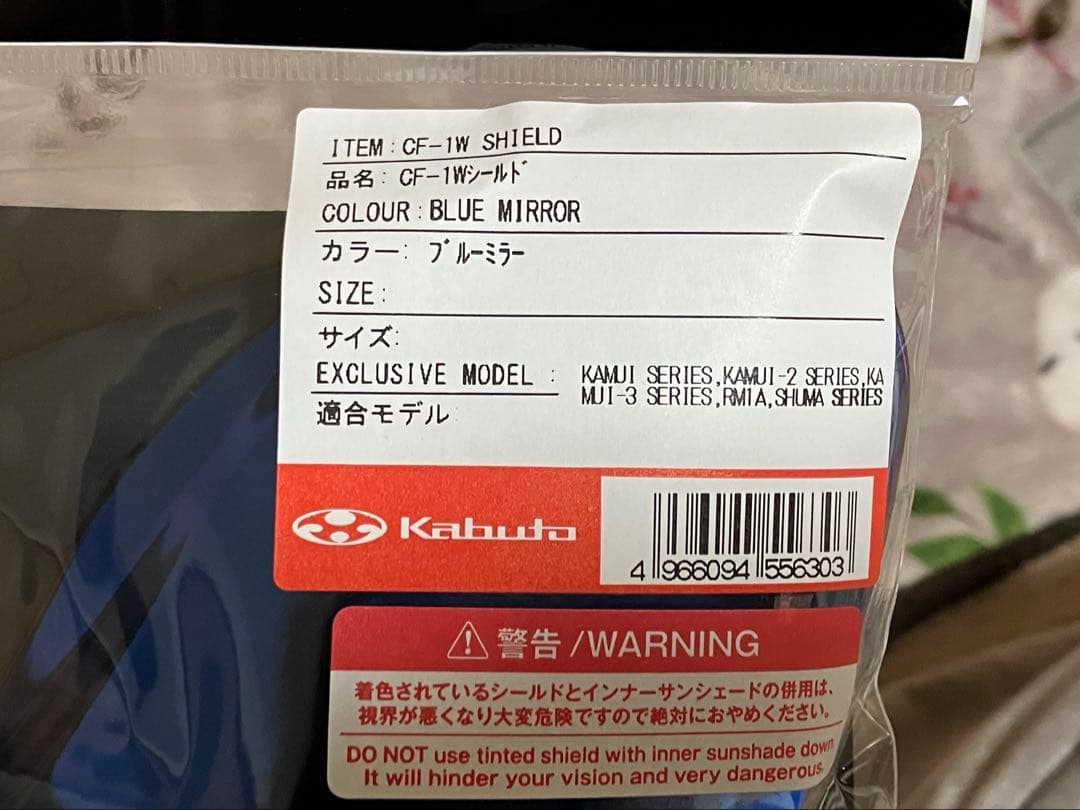 ITEM:CF-1W SHIELD
品名: CF-1Wｼｰﾙﾄﾞ
COLOUR:BLUE MIRROR
カラー: ﾌﾞﾙｰﾐﾗｰ
SIZE:
サイズ:
EXCLUSIVE MODEL : KAMUI SERIES,KAMUI-2 SERIES,KA
MUI-3 SERIES,RM1A,SHUMA SERIES
適合モデル
Kabuto
4 966094 556303
警告/WARNING
着色されているシールドとインナーサンシェードの併用は、
視界が悪くなり大変危険ですので絶対におやめください。
DO NOT use tinted shield with inner sunshade down
It will hinder your vision and very dangerous.